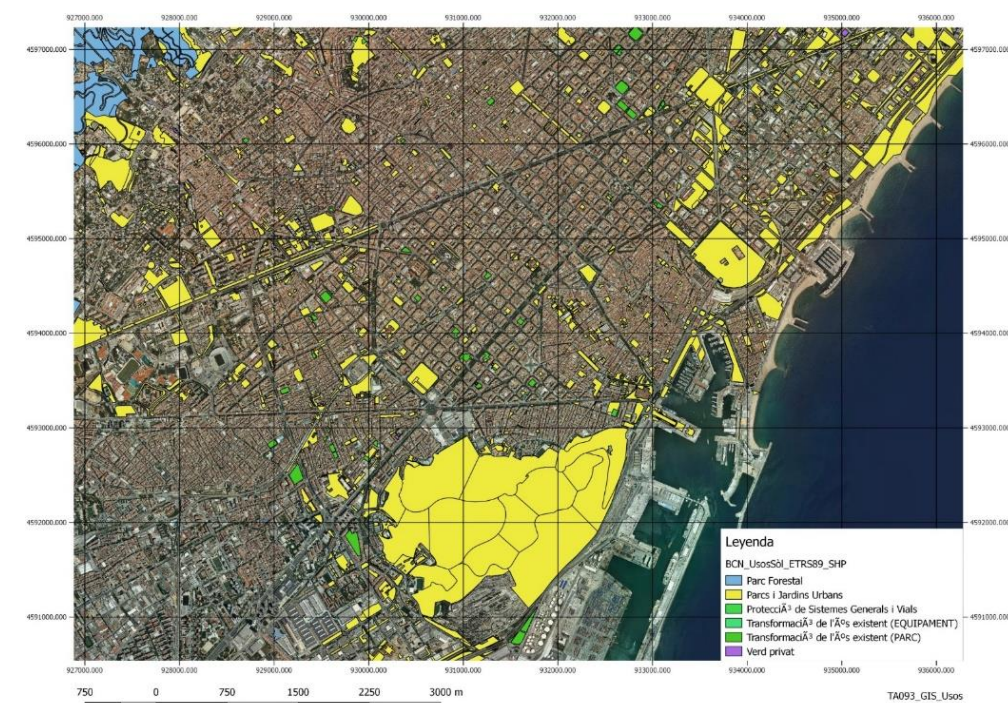 927000.000 928000.000 929000.000 930000.000 931000.000 932000.000 933000.000 934000.000 935000.000 936000.000
4597000.000 4597000.000
4596000.000 4596000.000
4595000.000 4595000.000
4594000.000 4594000.000
4593000.000 4593000.000
4592000.000 4592000.000
4591000.000 4591000.000
Leyenda
BCN_UsosSòl_ETRS89_SHP
Parc Forestal
Parcs i Jardins Urbans
ProtecciÃ³ de Sistemes Generals i Vials
TransformaciÃ³ de l'Ãºs existent (EQUIPAMENT)
TransformaciÃ³ de l'Ãºs existent (PARC)
Verd privat
927000.000 928000.000 929000.000 930000.000 931000.000 932000.000 933000.000 934000.000 935000.000 936000.000
750 0 750 1500 2250 3000 m
TA093_GIS_Usos